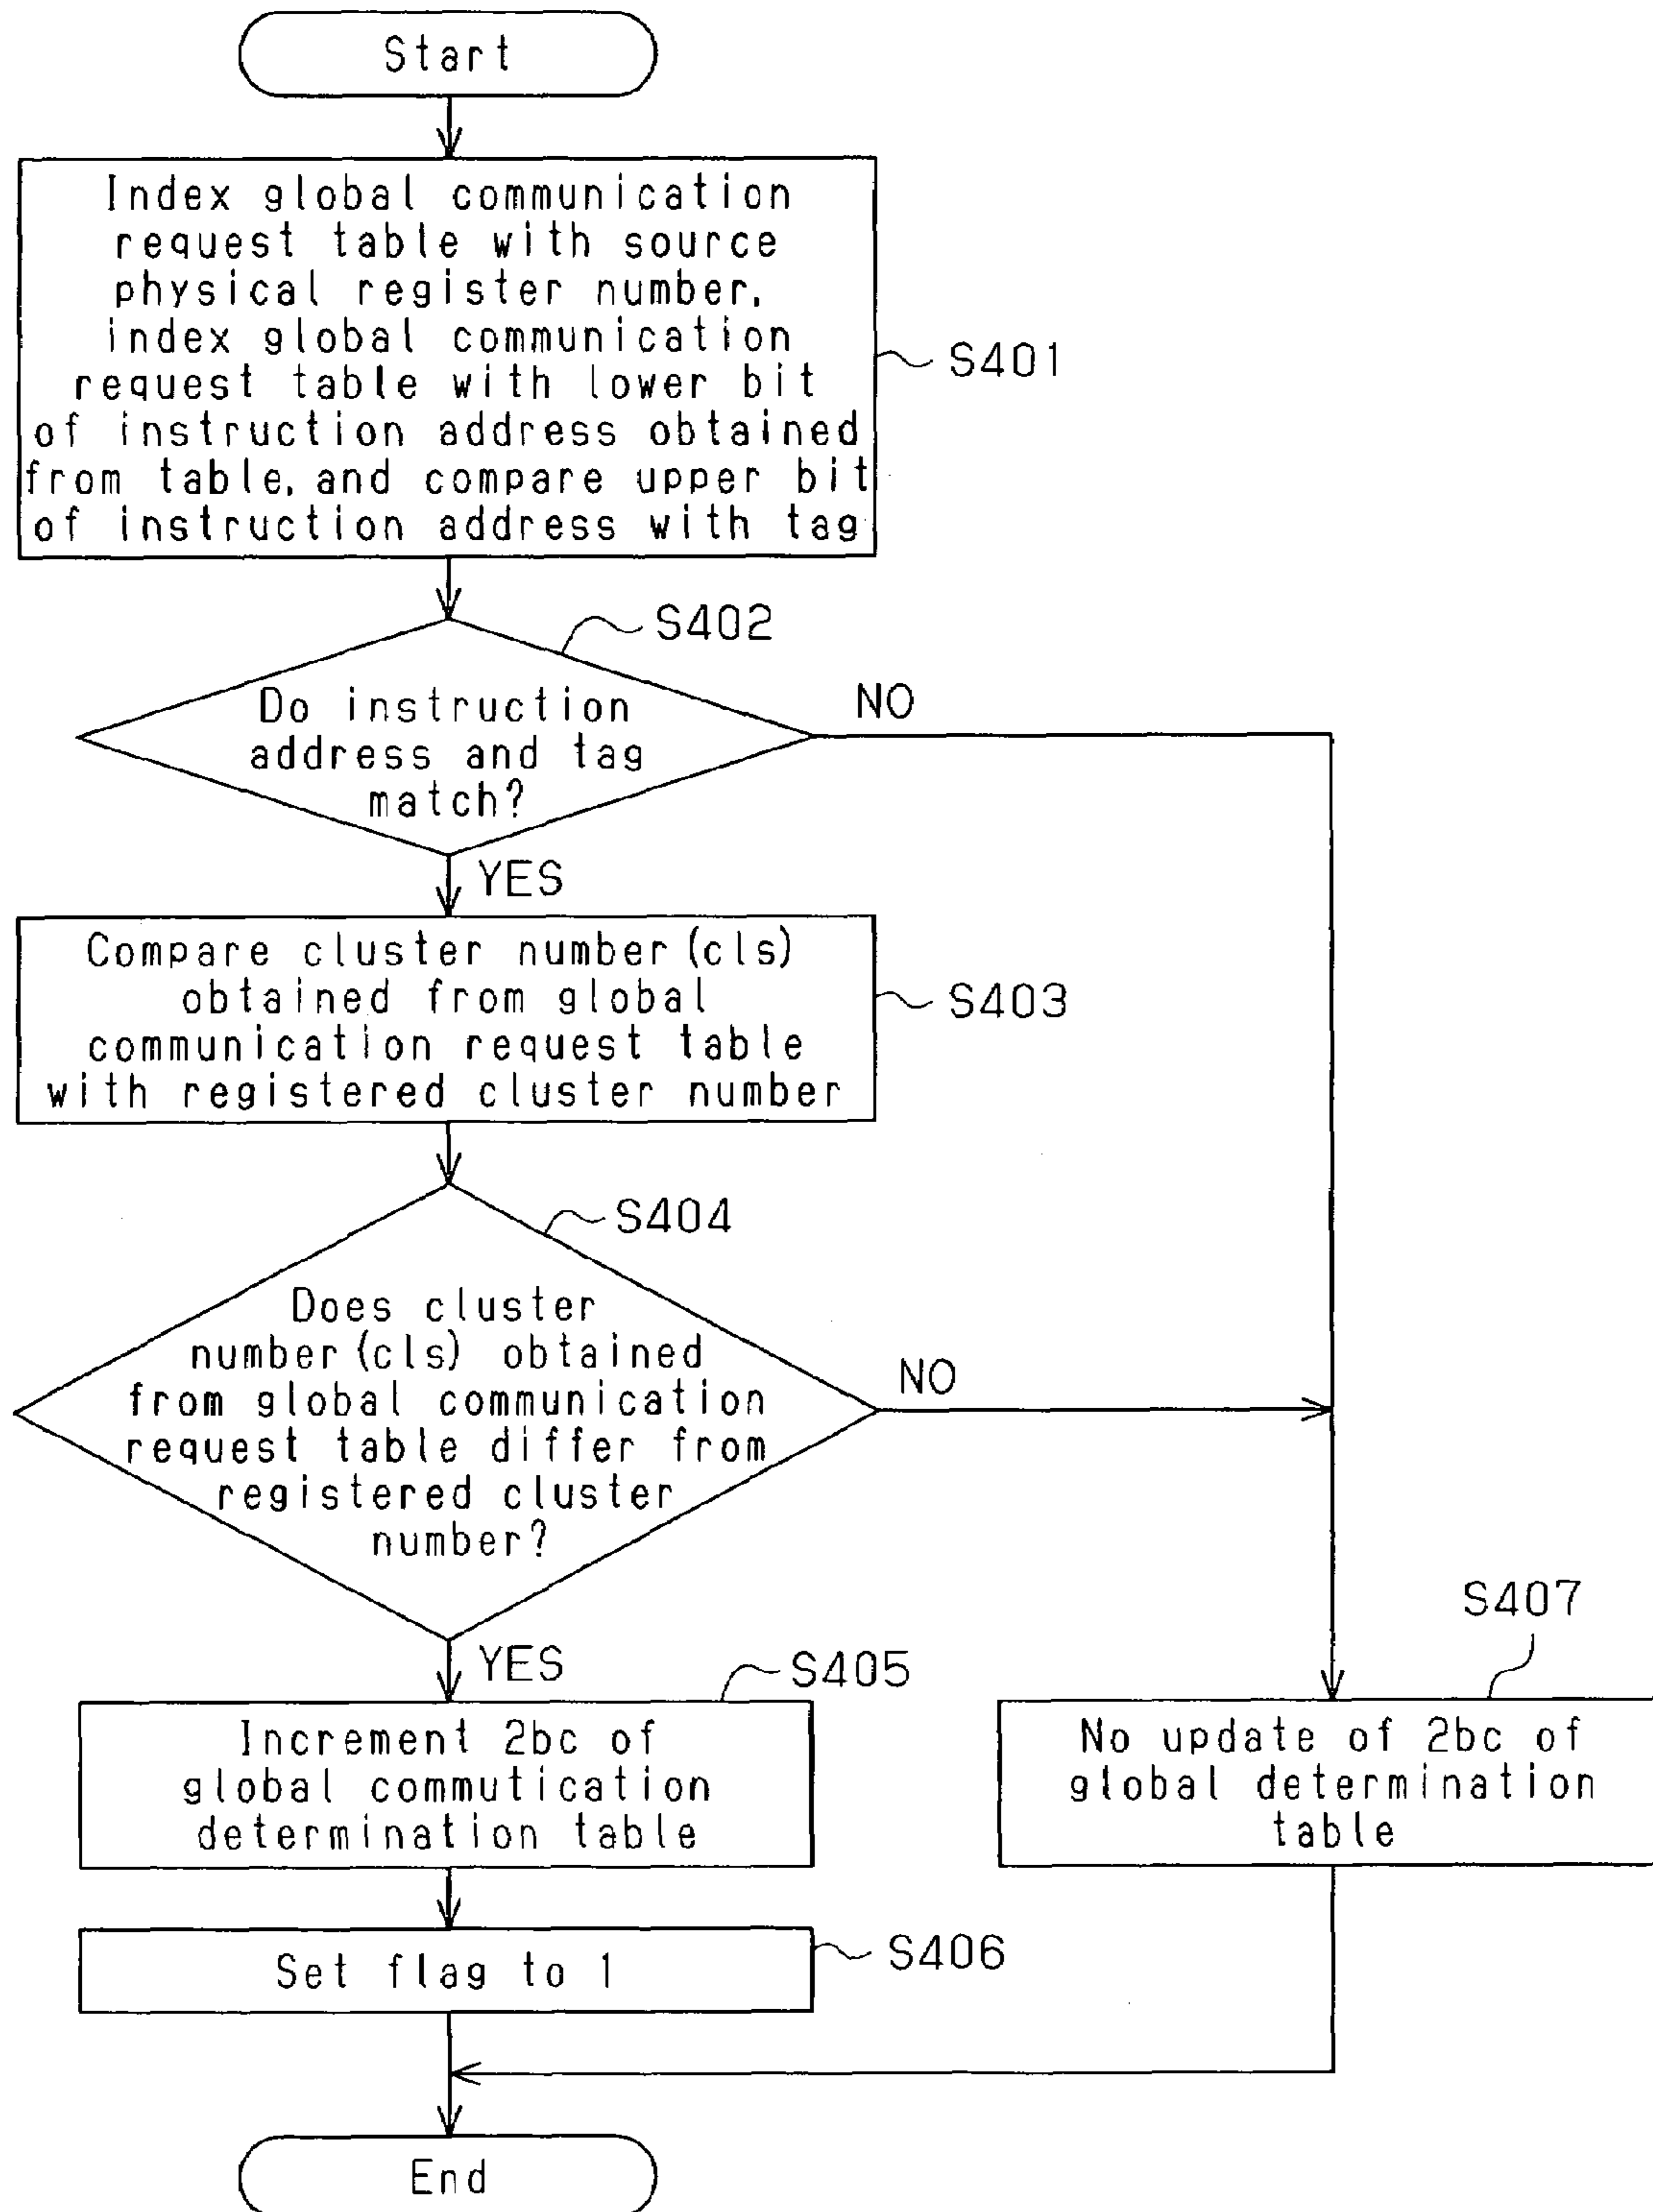 Start
Index global communication
request table with source
physical register number,
index global communication
request table with lower bit
of instruction address obtained
from table, and compare upper bit
of instruction address with tag
S401
S402
Do instruction
address and tag
match?
NO
YES
Compare cluster number (cls)
obtained from global
communication request table
with registered cluster number
S403
S404
Does cluster
number (cls) obtained
from global communication
request table differ from
registered cluster
number?
NO
YES
S405
Increment 2bc of
global commutication
determination table
S407
No update of 2bc of
global determination
table
Set flag to 1
S406
End